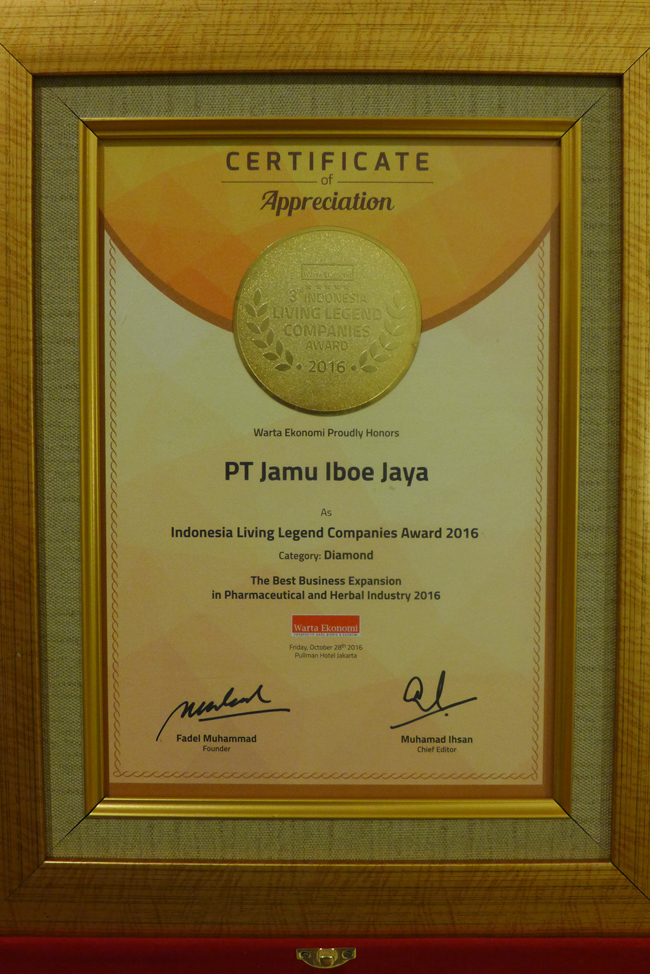 CERTIFICATE
of
Appreciation
Warta Ekonomi
3rd INDONESIA
LIVING LEGEND
COMPANIES
AWARD
2016
Warta Ekonomi Proudly Honors
PT Jamu Iboe Jaya
As
Indonesia Living Legend Companies Award 2016
Category: Diamond
The Best Business Expansion
in Pharmaceutical and Herbal Industry 2016
Warta Ekonomi
Friday, October 28th 2016
Pullman Hotel Jakarta
Fadel Muhammad
Founder
Muhamad Ihsan
Chief Editor